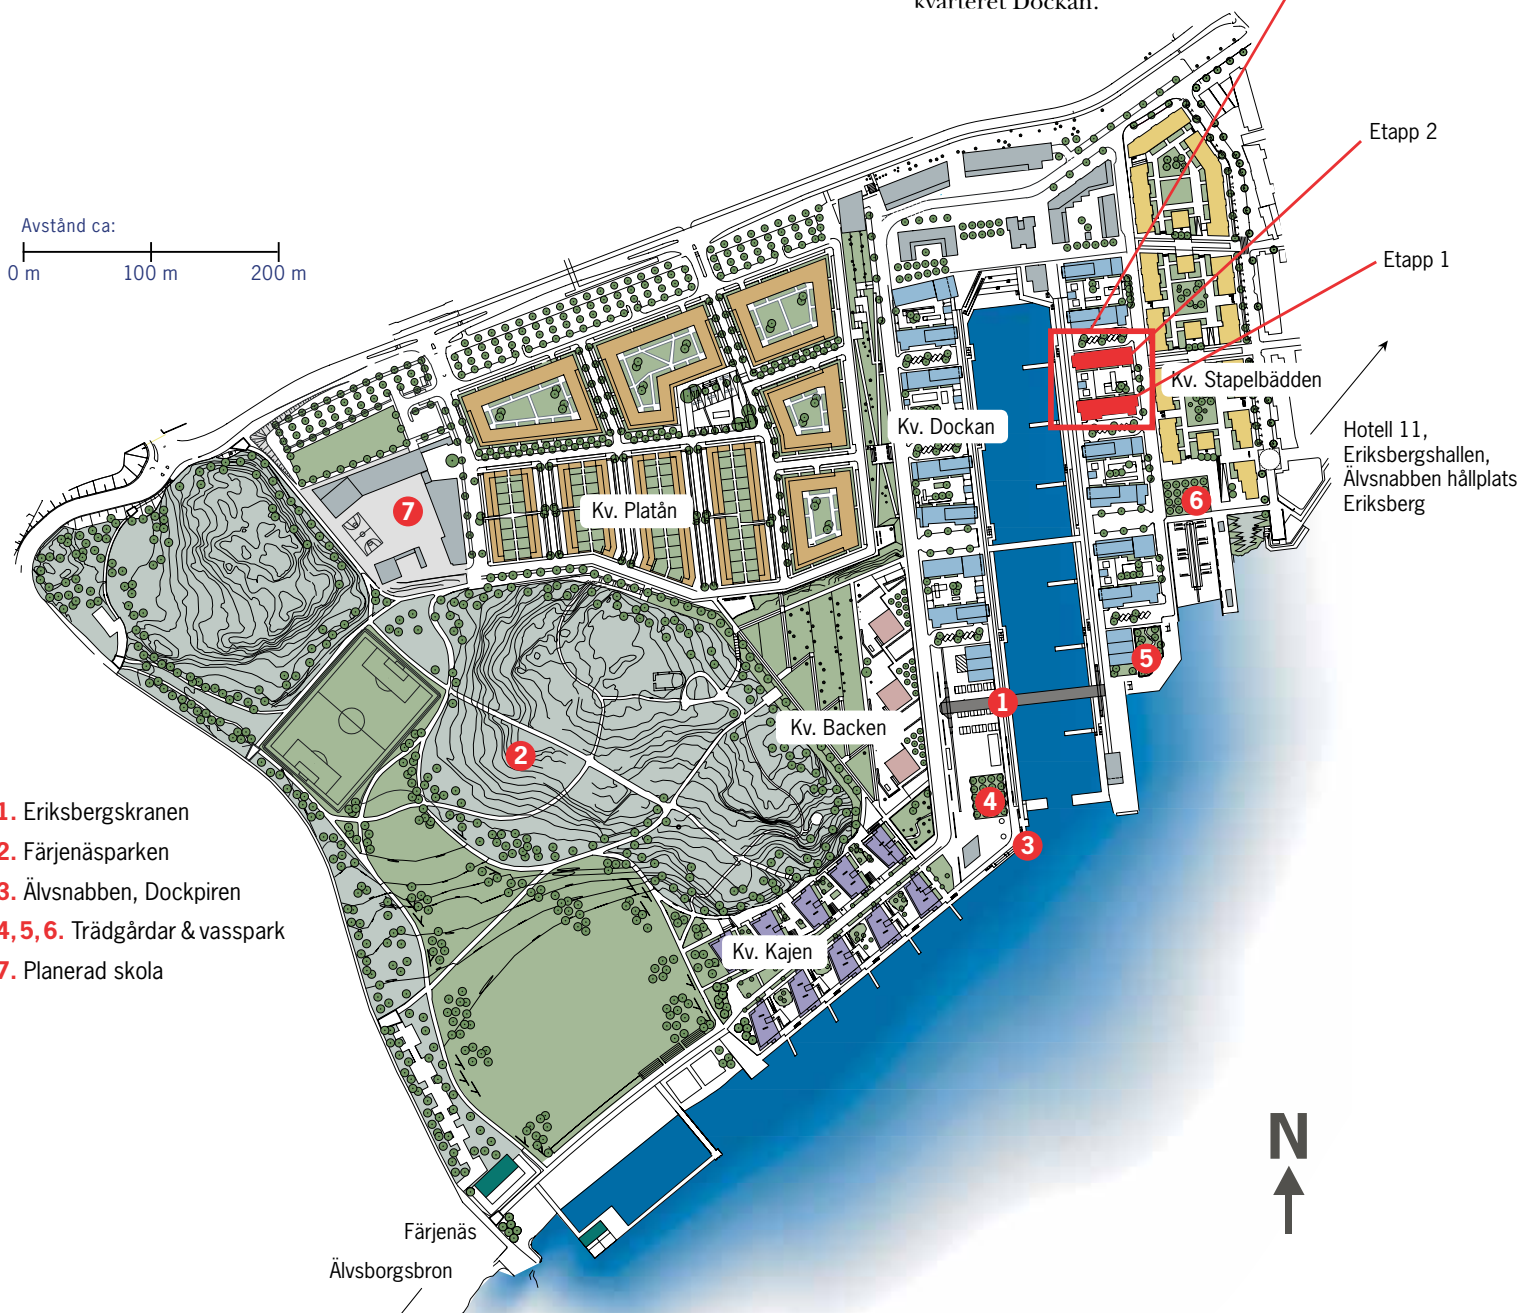 kvarteret Dockan.
Etapp 2
Etapp 1
Avstånd ca:
0 m 100 m 200 m
Kv. Stapelbädden
Kv. Dockan
Hotell 11,
Eriksbergshallen,
Älvsnabben hållplats
Eriksberg
6
7
Kv. Platån
5
1
Kv. Backen
2
4
3
1. Eriksbergskranen
2. Färjenäsparken
3. Älvsnabben, Dockpiren
4, 5, 6. Trädgårdar & vasspark
7. Planerad skola
Kv. Kajen
N
Färjenäs
Älvsborgsbron